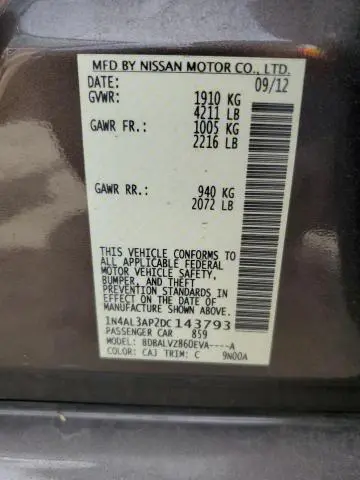 MFD BY NISSAN MOTOR CO., LTD.
DATE: 09/12
GVWR: 1910 KG
4211 LB
GAWR FR.: 1005 KG
2216 LB
GAWR RR.: 940 KG
2072 LB
THIS VEHICLE CONFORMS TO
ALL APPLICABLE FEDERAL
MOTOR VEHICLE SAFETY,
BUMPER, AND THEFT
PREVENTION STANDARDS IN
EFFECT ON THE DATE OF
MANUFACTURE SHOWN ABOVE.
1N4AL3AP2DC143793
PASSENGER CAR 859
MODEL: BDBALVZ860EVA----A
COLOR: CAJ TRIM: C 9N00A